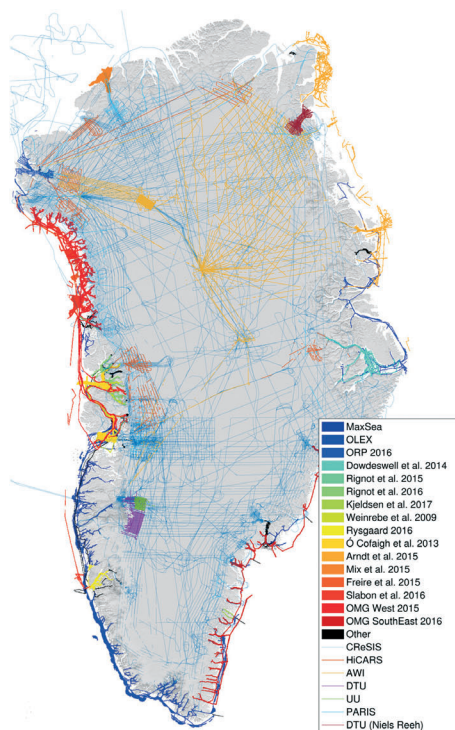 MaxSea
OLEX
ORP 2016
Dowdeswell et al. 2014
Rignot et al. 2015
Rignot et al. 2016
Kjeldsen et al. 2017
Weinrebe et al. 2009
Rysgaard 2016
Ó Cofaigh et al. 2013
Arndt et al. 2015
Mix et al. 2015
Freire et al. 2015
Slabon et al. 2016
OMG West 2015
OMG SouthEast 2016
Other
CReSIS
HiCARS
AWI
DTU
UU
PARIS
DTU (Niels Reeh)